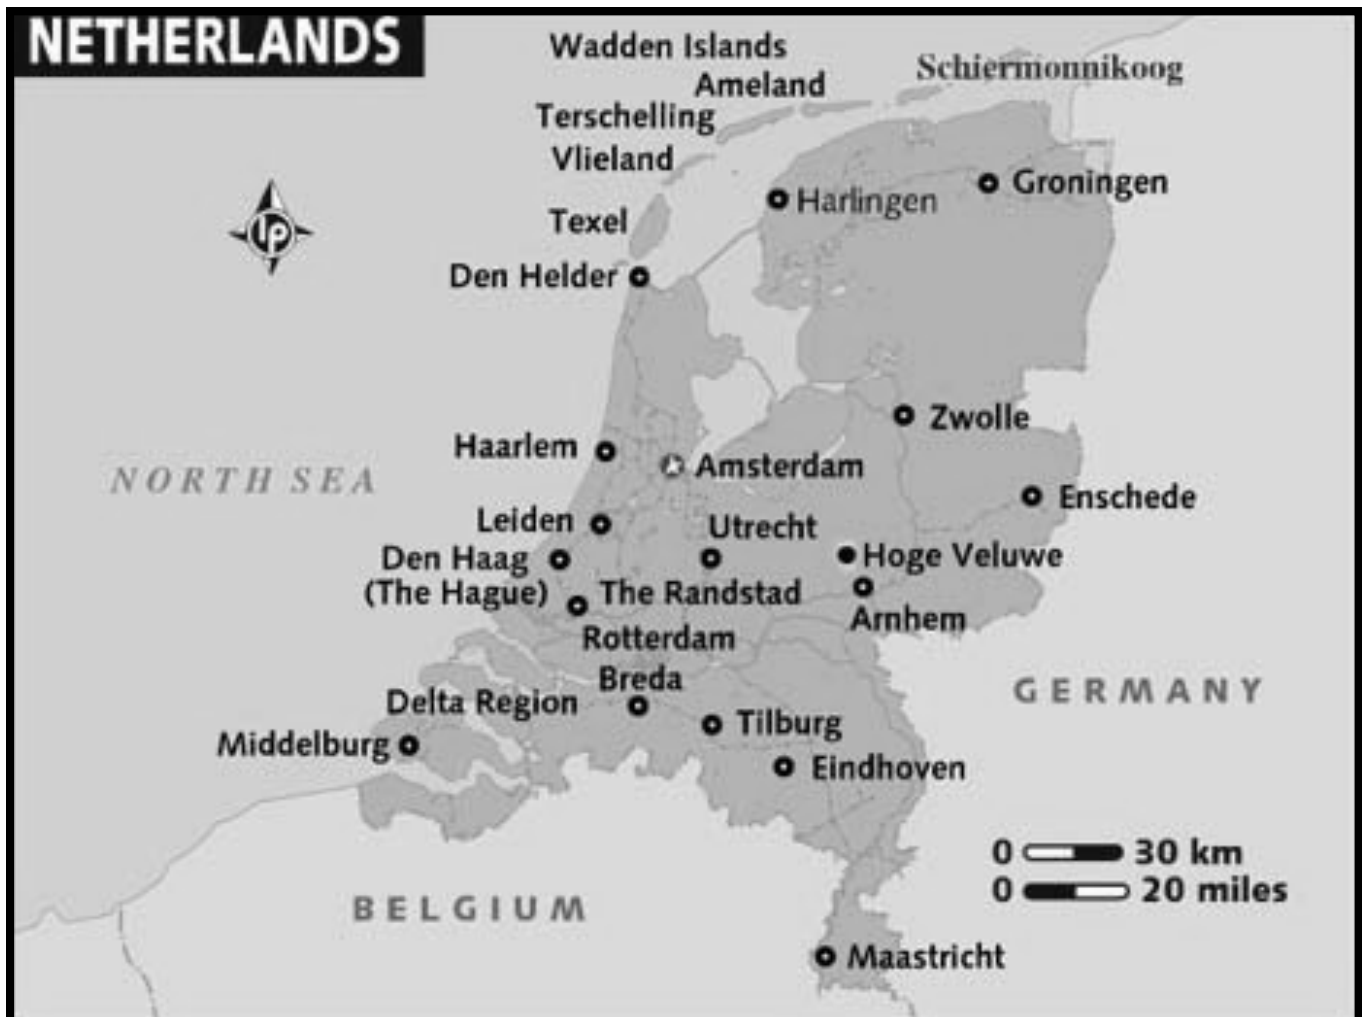 NETHERLANDS
Wadden Islands
Ameland
Schiermonnikoog
Terschelling
Vlieland
Texel
Harlingen
Groningen
lp
Den Helder
Zwolle
Haarlem
Amsterdam
NORTH SEA
Enschede
Leiden
Utrecht
Den Haag
(The Hague)
Hoge Veluwe
The Randstad
Arnhem
Rotterdam
Breda
Delta Region
GERMANY
Middelburg
Tilburg
Eindhoven
0 30 km
0 20 miles
BELGIUM
Maastricht